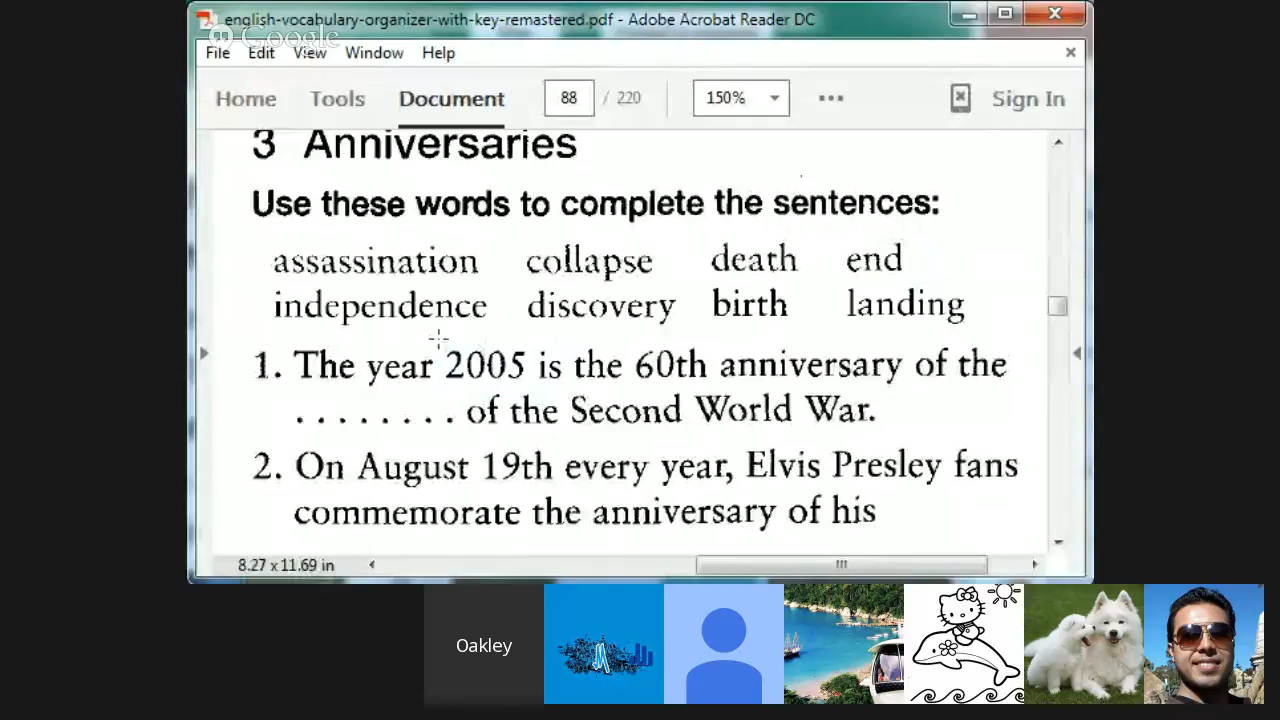 english-vocabulary-organizer-with-key-remastered.pdf - Adobe Acrobat Reader DC
Google
File Edit View Window Help
Home Tools Document 88 / 220 150% Sign In
3 Anniversaries
Use these words to complete the sentences:
assassination collapse death end
independence discovery birth landing
1. The year 2005 is the 60th anniversary of the
. . . . . . . . of the Second World War.
2. On August 19th every year, Elvis Presley fans
commemorate the anniversary of his
8.27 x 11.69 in
Oakley